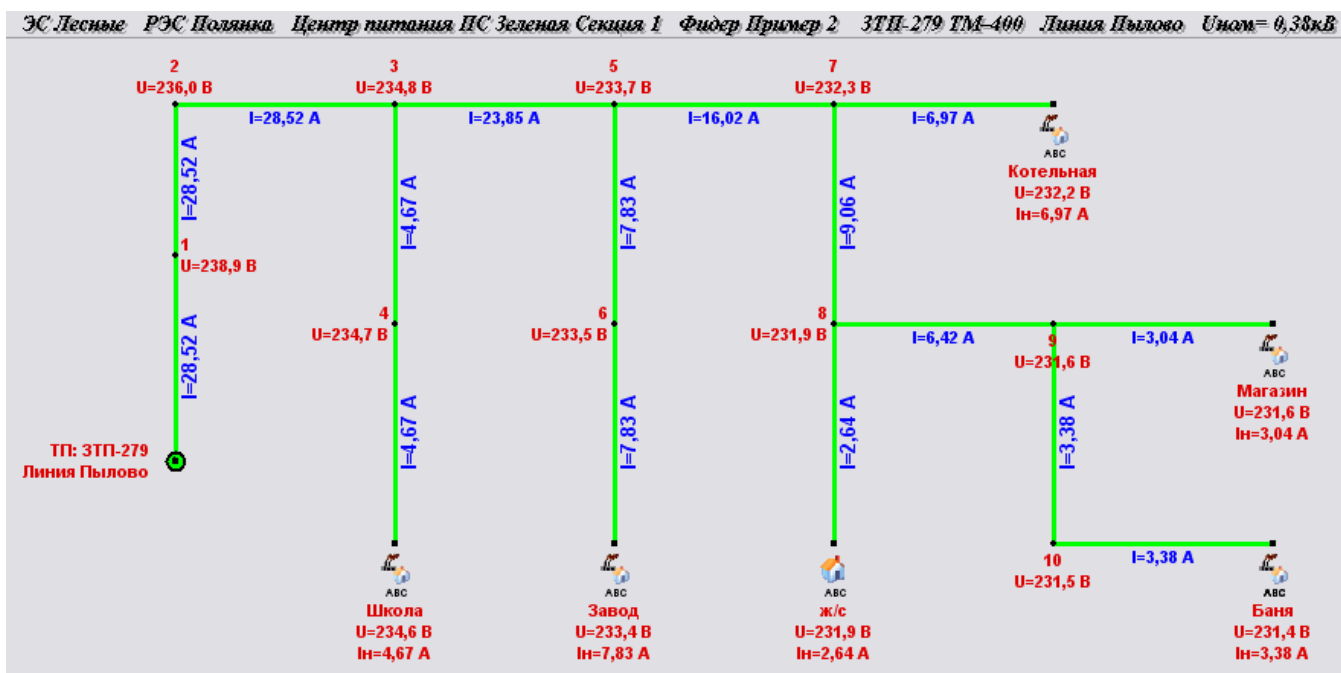 ЭС Лесные РЭС Полянка Центр питания ПС Зеленая Секция 1 Фидер Пример 2 ЗТП-279 ТМ-400 Линия Пылово Uном= 0,38кВ
2
U=236,0 В
3
U=234,8 В
5
U=233,7 В
7
U=232,3 В
I=28,52 А
I=23,85 А
I=16,02 А
I=6,97 А
ABC
Котельная
U=232,2 В
Iн=6,97 А
I=28,52 А
I=4,67 А
I=7,83 А
I=9,06 А
1
U=238,9 В
4
U=234,7 В
6
U=233,5 В
8
U=231,9 В
I=6,42 А
9
U=231,6 В
I=3,04 А
ABC
Магазин
U=231,6 В
Iн=3,04 А
I=28,52 А
I=4,67 А
I=7,83 А
I=2,64 А
I=3,38 А
ТП: ЗТП-279
Линия Пылово
10
U=231,5 В
I=3,38 А
ABC
Школа
U=234,6 В
Iн=4,67 А
ABC
Завод
U=233,4 В
Iн=7,83 А
ABC
ж/с
U=231,9 В
Iн=2,64 А
ABC
Баня
U=231,4 В
Iн=3,38 А